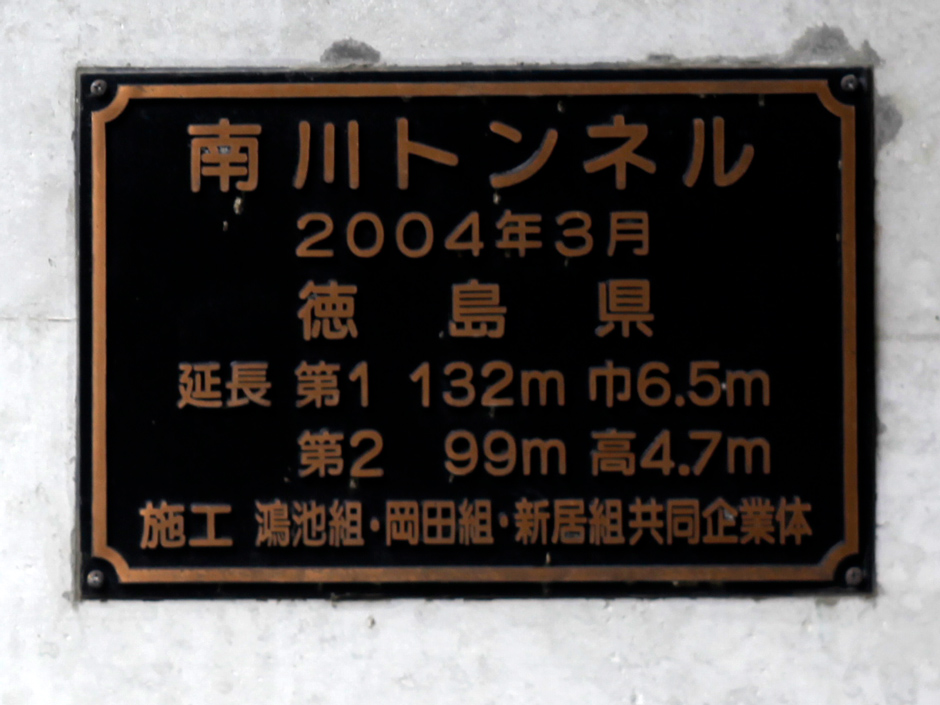 南川トンネル
2004年3月
徳島県
延長 第1 132m 巾6.5m
第2 99m 高4.7m
施工 鴻池組・岡田組・新居組共同企業体